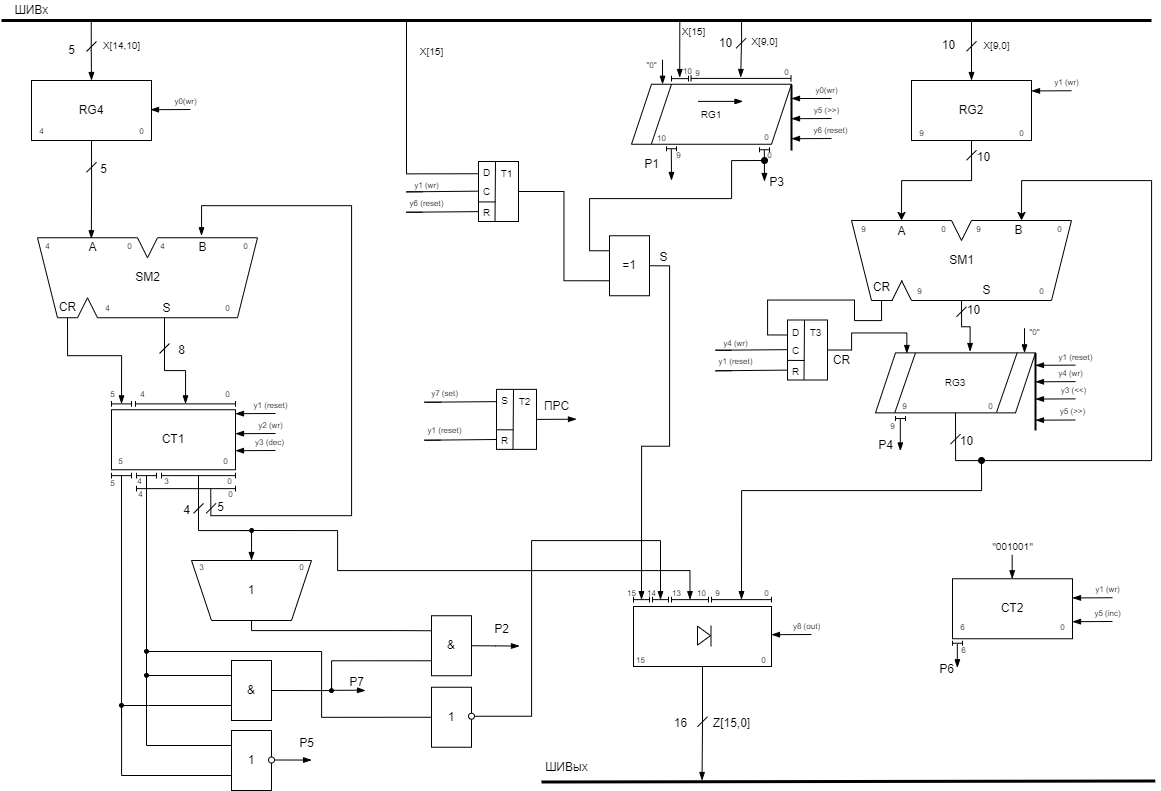 ШИВх
5 X[14,10]
X[15]
X[15]
10 X[9,0]
10 X[9,0]
"0"
10 9 0
RG4
4 0
y0(wr)
RG1
10 0
y0(wr)
y5 (>>)
y6 (reset)
RG2
9 0
y1 (wr)
5
9
P1
0
P3
10
D T1
C
R
y1 (wr)
y6 (reset)
4 A 0 4 B 0
SM2
CR 4 S 0
=1
S
9 A 0 9 B 0
SM1
CR 9 S 0
10
"0"
8
D T3
C
R
y4 (wr)
y1 (reset)
CR
RG3
9 0
y1 (reset)
y4 (wr)
y3 (<<)
y5 (>>)
5 4 0
CT1
5 0
y1 (reset)
y2 (wr)
y3 (dec)
S T2
R
y7 (set)
y1 (reset)
ПРС
9
P4
10
5 4 3 0
4 0
4 5
3 0
1
"001001"
CT2
6 0
y1 (wr)
y5 (inc)
6
P6
15 14 13 10 9 0
15 0
y8 (out)
&
P2
&
P7
1
1
P5
16 Z[15,0]
ШИВых